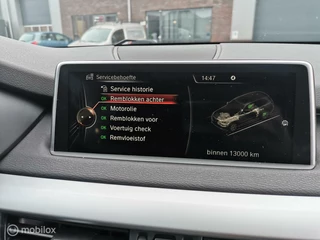 Servicebehoefte
14:47
Service historie
OK Remblokken achter
OK Motorolie
OK Remblokken voor
OK Voertuig check
OK Remvloeistof
binnen 13000 km
mobilox